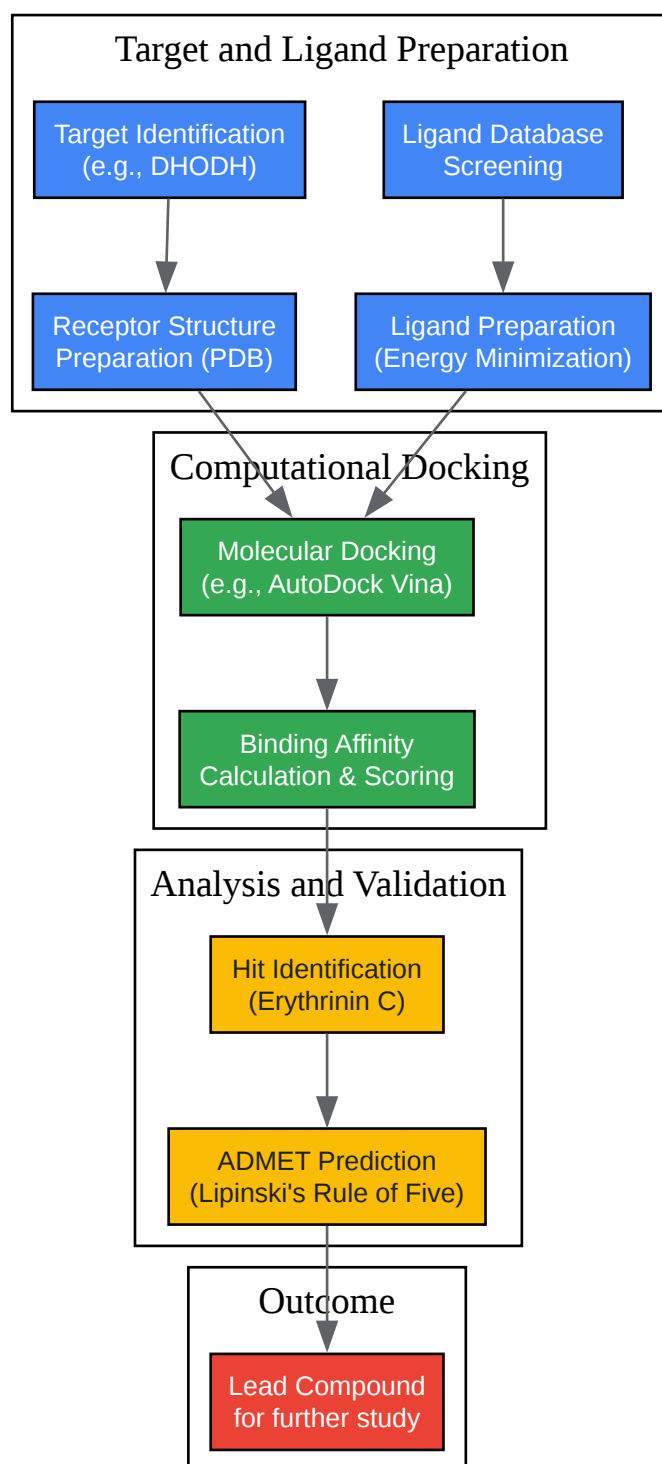 Target and Ligand Preparation
Target Identification
(e.g., DHODH)
Ligand Database
Screening
Receptor Structure
Preparation (PDB)
Ligand Preparation
(Energy Minimization)
Computational Docking
Molecular Docking
(e.g., AutoDock Vina)
Binding Affinity
Calculation & Scoring
Analysis and Validation
Hit Identification
(Erythrinin C)
ADMET Prediction
(Lipinski's Rule of Five)
Outcome
Lead Compound
for further study